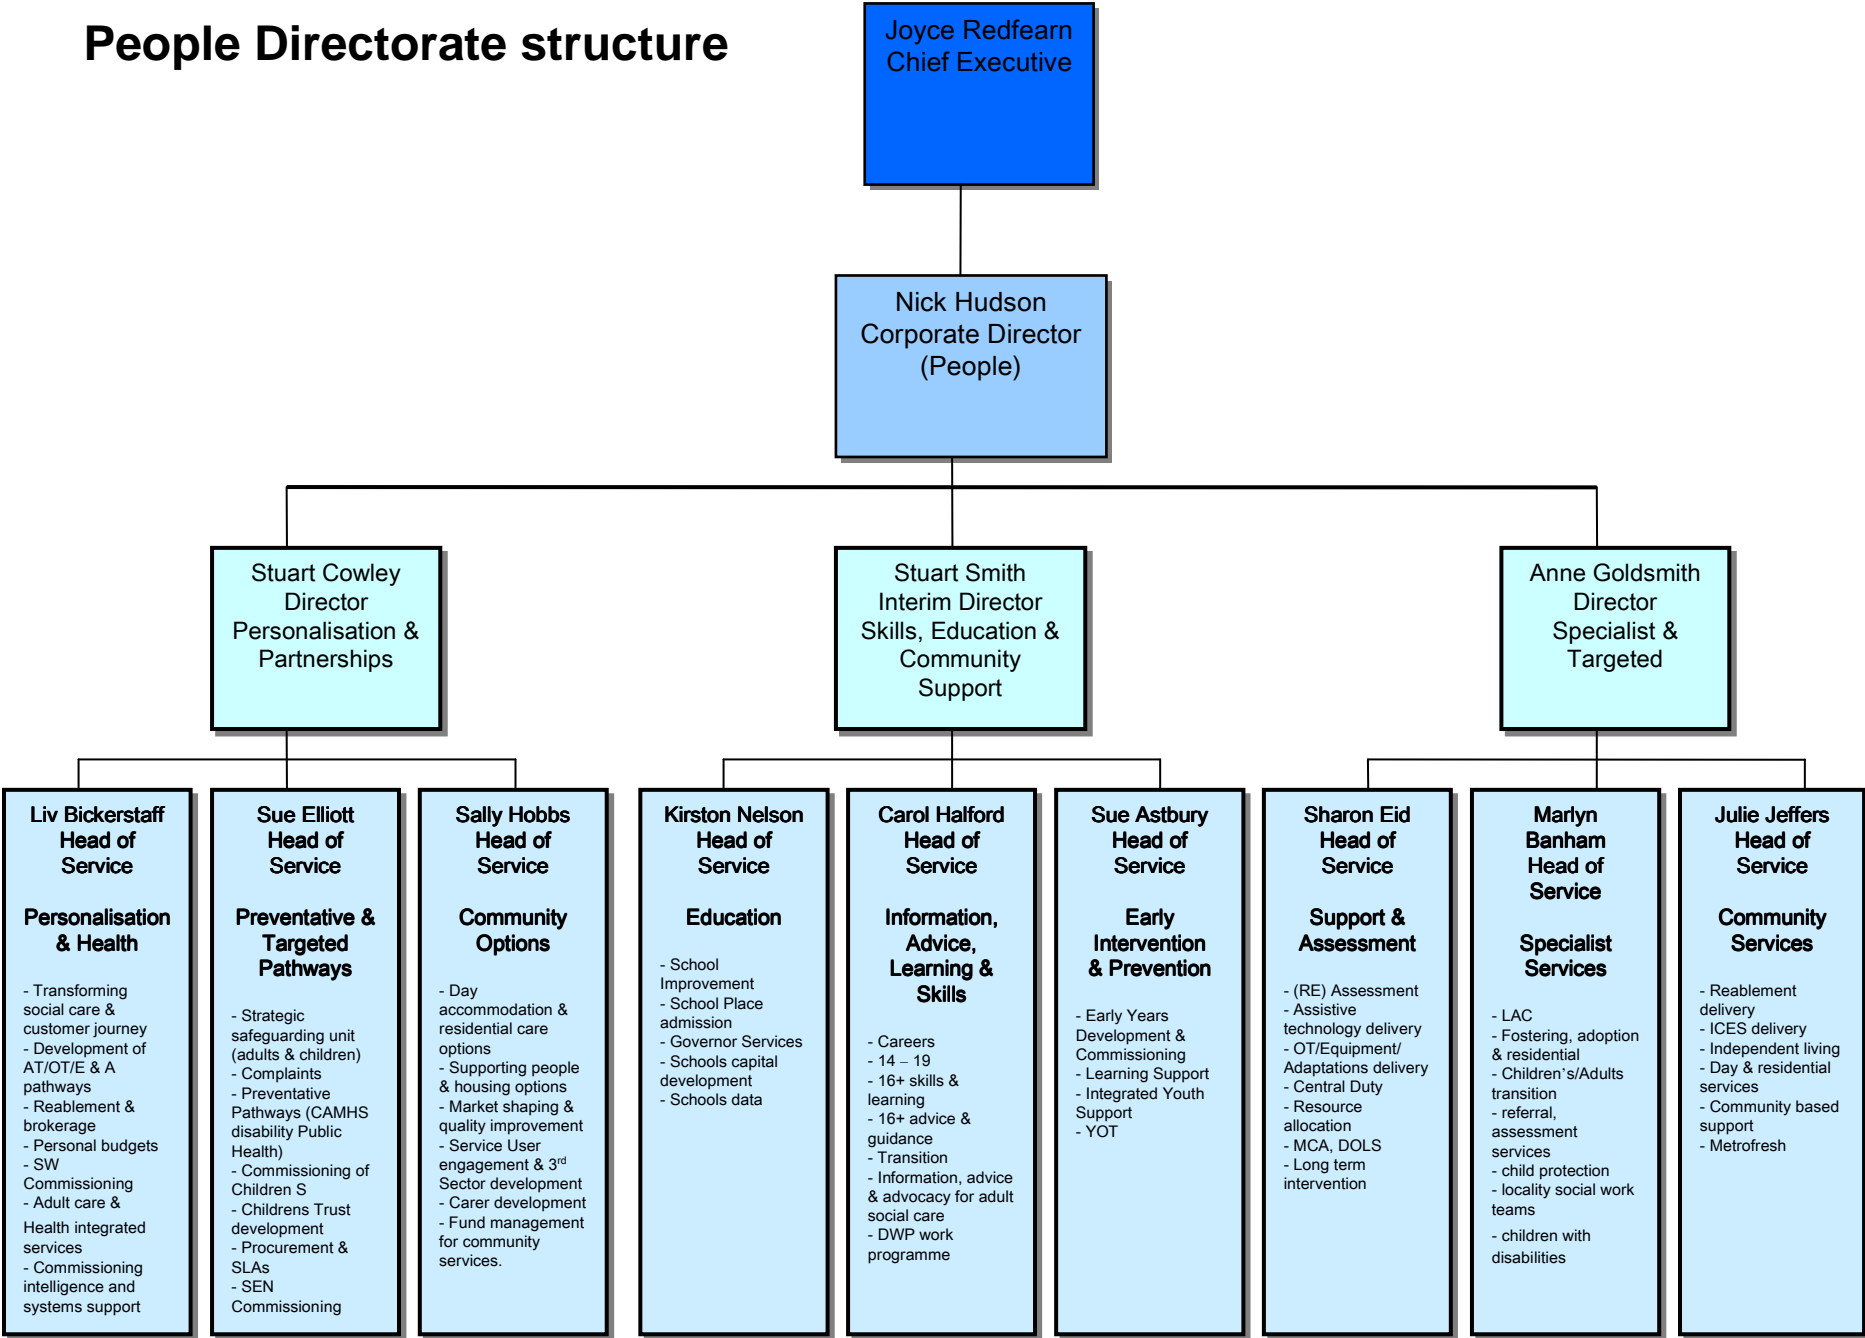 People Directorate structure
Joyce Redfearn
Chief Executive
Nick Hudson
Corporate Director
(People)
Stuart Cowley
Director
Personalisation &
Partnerships
Stuart Smith
Interim Director
Skills, Education &
Community
Support
Anne Goldsmith
Director
Specialist &
Targeted
Liv Bickerstaff
Head of
Service
Personalisation
& Health
- Transforming
social care &
customer journey
- Development of
AT/OT/E & A
pathways
- Reablement &
brokerage
- Personal budgets
- SW
Commissioning
- Adult care &
Health integrated
services
- Commissioning
intelligence and
systems support
Sue Elliott
Head of
Service
Preventative &
Targeted
Pathways
- Strategic
safeguarding unit
(adults & children)
- Complaints
- Preventative
Pathways (CAMHS
disability Public
Health)
- Commissioning of
Children S
- Childrens Trust
development
- Procurement &
SLAs
- SEN
Commissioning
Sally Hobbs
Head of
Service
Community
Options
- Day
accommodation &
residential care
options
- Supporting people
& housing options
- Market shaping &
quality improvement
- Service User
engagement & 3rd
Sector development
- Carer development
- Fund management
for community
services.
Kirston Nelson
Head of
Service
Education
- School
Improvement
- School Place
admission
- Governor Services
- Schools capital
development
- Schools data
Carol Halford
Head of
Service
Information,
Advice,
Learning &
Skills
- Careers
- 14 – 19
- 16+ skills &
learning
- 16+ advice &
guidance
- Transition
- Information, advice
& advocacy for adult
social care
- DWP work
programme
Sue Astbury
Head of
Service
Early
Intervention
& Prevention
- Early Years
Development &
Commissioning
- Learning Support
- Integrated Youth
Support
- YOT
Sharon Eid
Head of
Service
Support &
Assessment
- (RE) Assessment
- Assistive
technology delivery
- OT/Equipment/
Adaptations delivery
- Central Duty
- Resource
allocation
- MCA, DOLS
- Long term
intervention
Marlyn
Banham
Head of
Service
Specialist
Services
- LAC
- Fostering, adoption
& residential
- Children's/Adults
transition
- referral,
assessment
services
- child protection
- locality social work
teams
- children with
disabilities
Julie Jeffers
Head of
Service
Community
Services
- Reablement
delivery
- ICES delivery
- Independent living
- Day & residential
services
- Community based
support
- Metrofresh